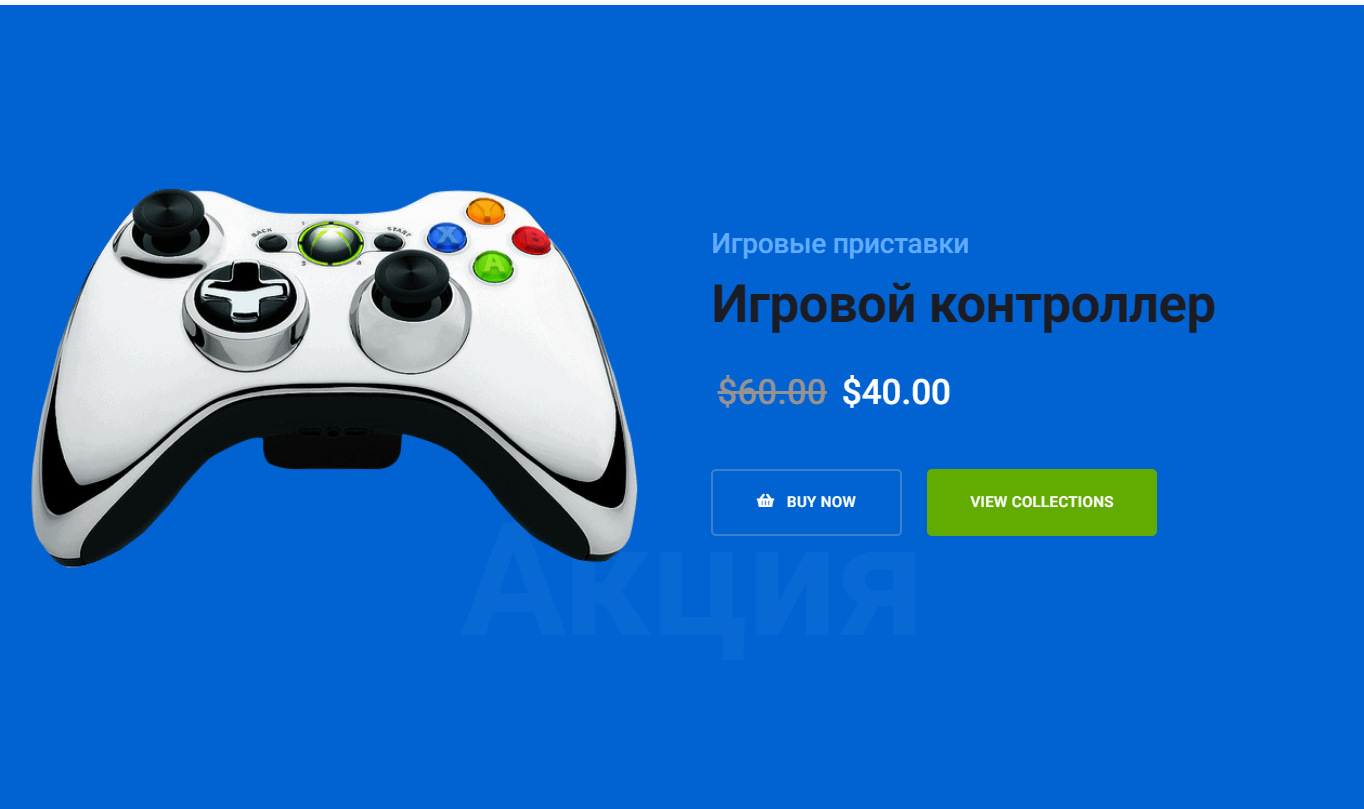 BACK
START
Y
X
B
A
Игровые приставки
Игровой контроллер
$60.00 $40.00
BUY NOW
VIEW COLLECTIONS
Акция